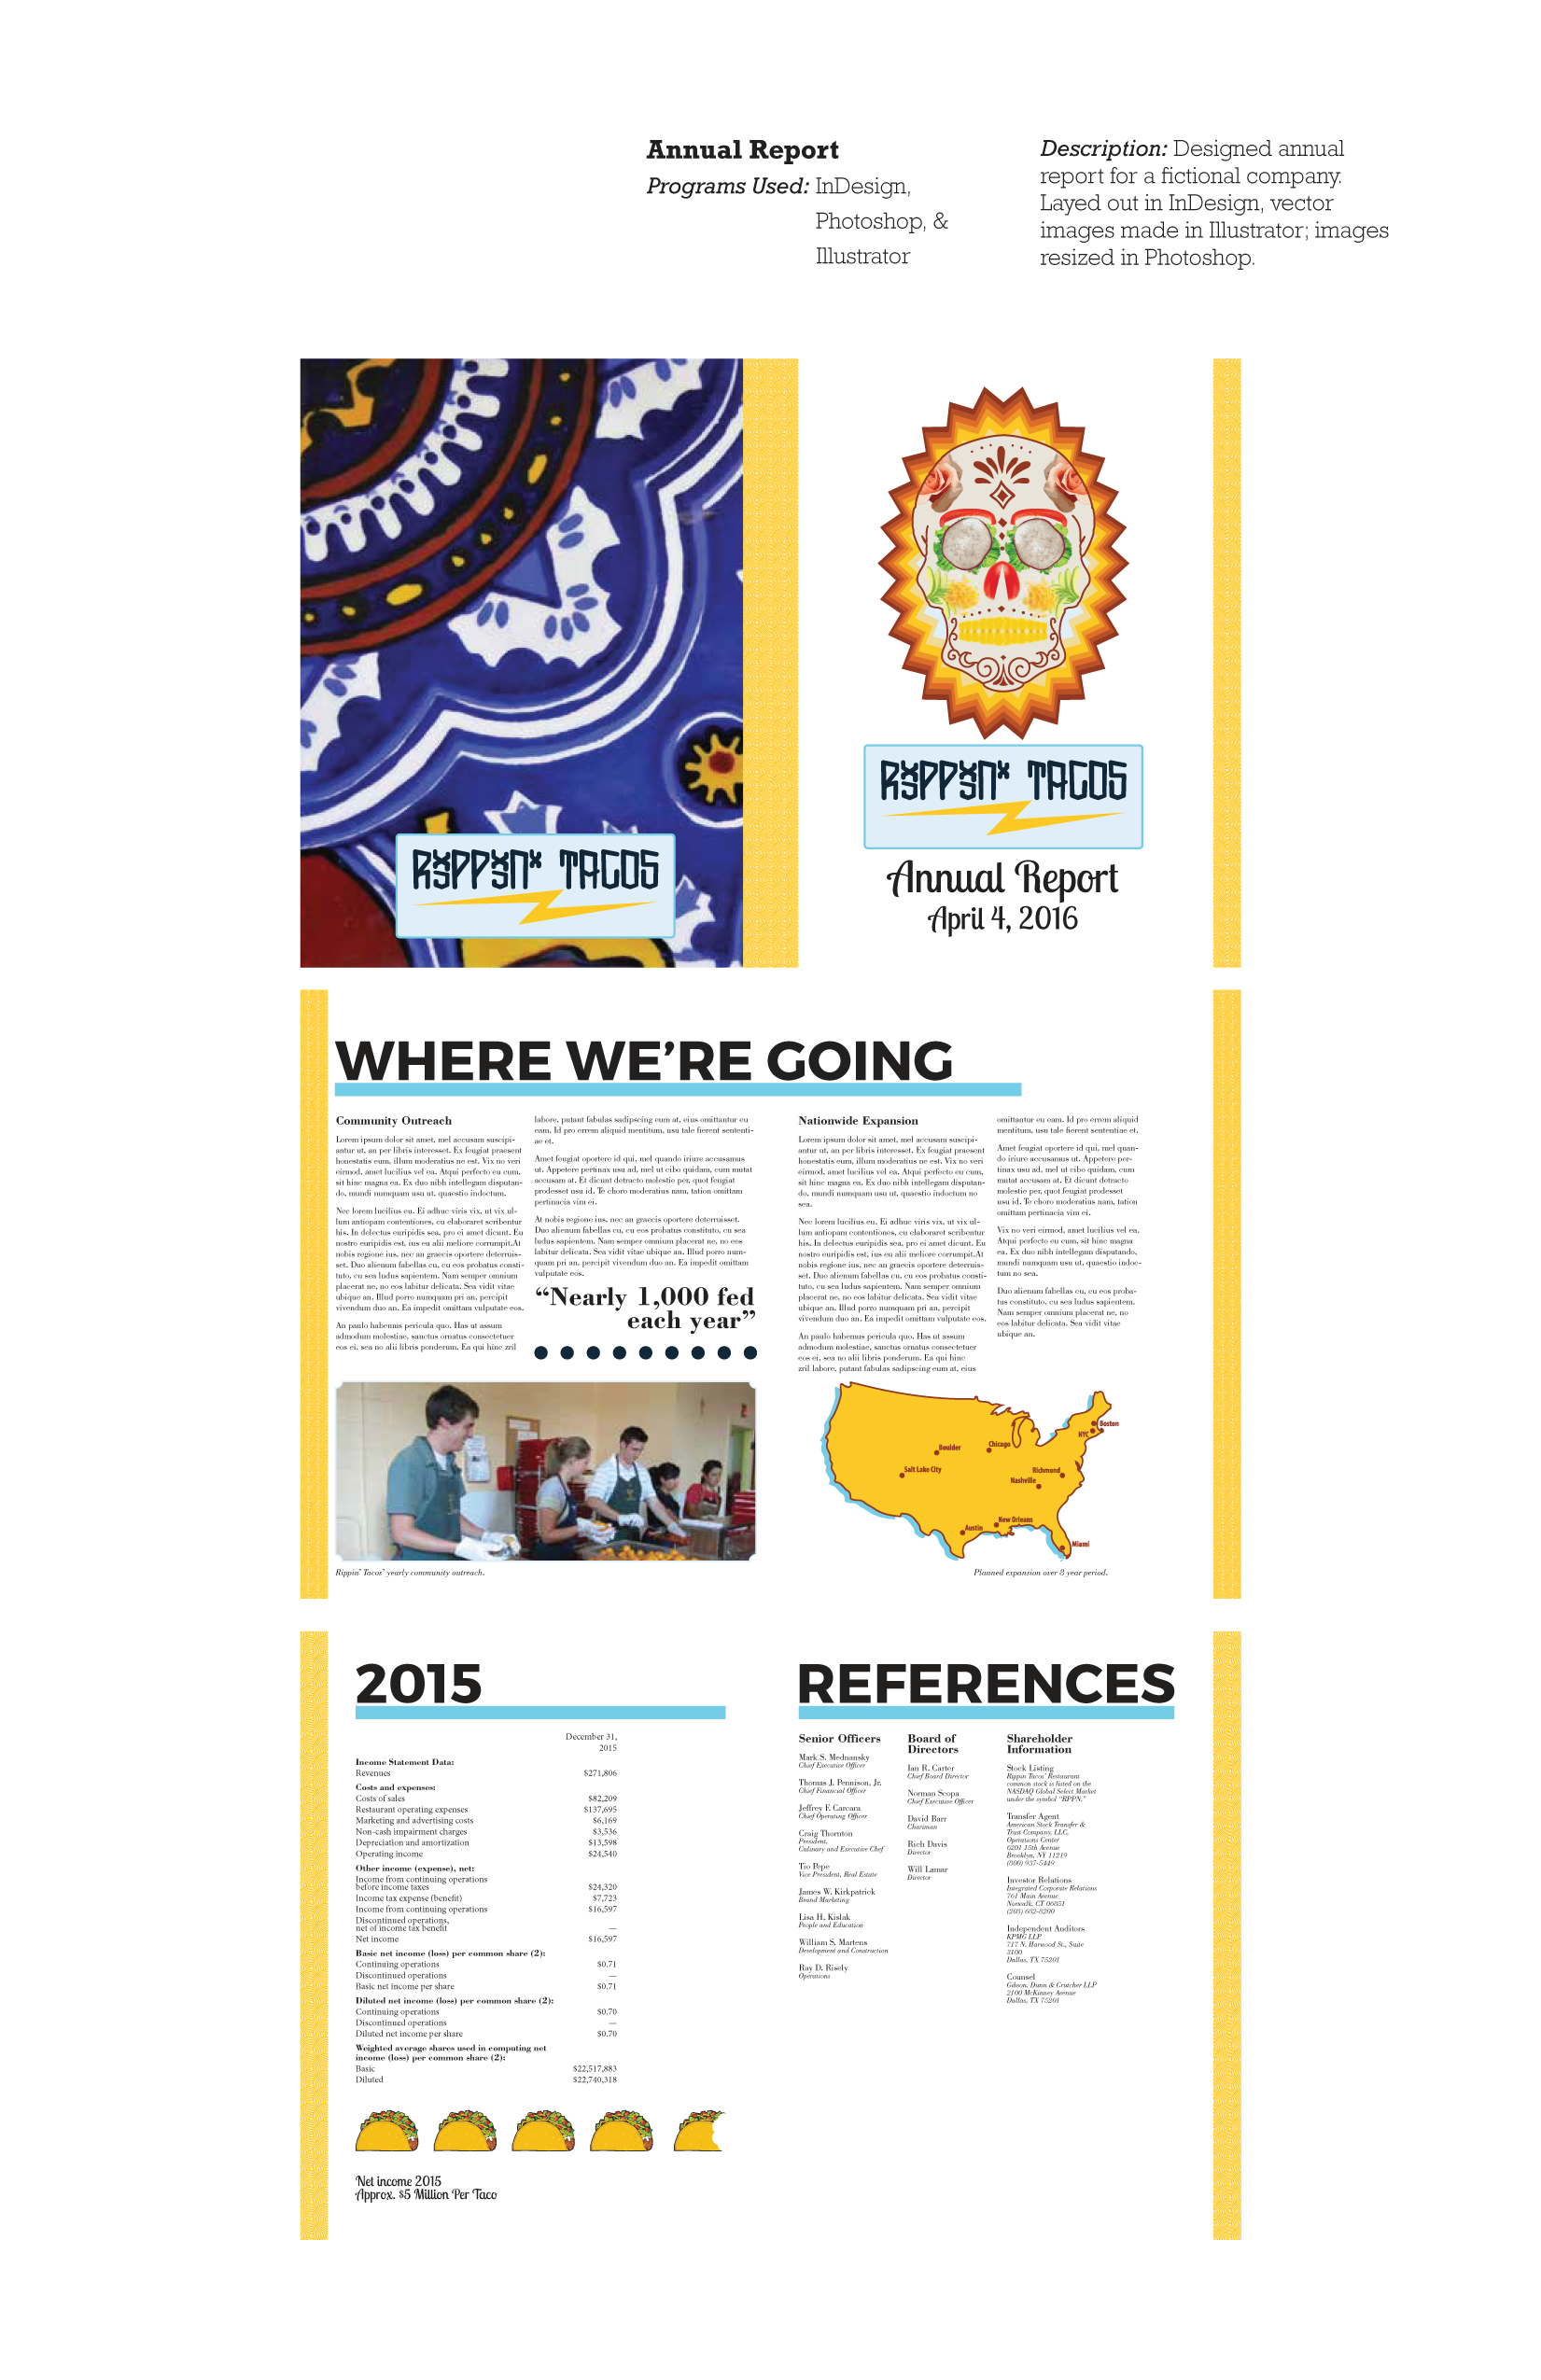 Annual Report
Programs Used: InDesign,
Photoshop, &
Illustrator
Description: Designed annual
report for a fictional company.
Layed out in InDesign, vector
images made in Illustrator; images
resized in Photoshop.
RIPPIN' TACOS
RIPPIN' TACOS
Annual Report
April 4, 2016
WHERE WE'RE GOING
Community Outreach
Lorem ipsum dolor sit amet, mel accusam suscipi-
antur ut, an per libris interesset. Ex feugiat praesent
honestatis eum, illum moderatius ne est. Vix no veri
eirmod, amet lucilius vel ea. Atqui perfecto eu cum,
sit hinc magna ea. Ex duo nibh intellegam disputan-
do, mundi numquam usu ut, quaestio indoctum.
Nec lorem lucilius eu. Ei adhuc viris vix, ut vix ul-
lum antiopam contentiones, cu elaboraret scribentur
his. In delectus euripidis sea, pro ei amet dicunt. Eu
nostro euripidis est, ius eu alii meliore corrumpit.At
nobis regione ius, nec an graecis oportere deterruis-
set. Duo alienum fabellas cu, cu eos probatus consti-
tuto, cu sea ludus sapientem. Nam semper omnium
placerat ne, no eos labitur delicata. Sea vidit vitae
ubique an. Illud porro numquam pri an, percipit
vivendum duo an. Ea impedit omittam vulputate eos.
An paulo habemus pericula quo. Has ut assum
admodum molestiae, sanctus ornatus consectetuer
eos ei, sea no alii libris ponderum. Ea qui hinc zril
labore, putant fabulas sadipscing eum at, eius omittantur eu
eam. Id pro errem aliquid mentitum, usu tale fierent sententi-
ae et.
Amet feugiat oportere id qui, mel quando iriure accusamus
ut. Appetere pertinax usu ad, mel ut cibo quidam, cum mutat
accusam at. Et dicunt detracto molestie per, quot feugiat
prodesset usu id. Te choro moderatius nam, tation omittam
pertinacia vim ei.
At nobis regione ius, nec an graecis oportere deterruisset.
Duo alienum fabellas cu, cu eos probatus constituto, cu sea
ludus sapientem. Nam semper omnium placerat ne, no eos
labitur delicata. Sea vidit vitae ubique an. Illud porro num-
quam pri an, percipit vivendum duo an. Ea impedit omittam
vulputate eos.
“Nearly 1,000 fed
each year”
Rippin' Tacos' yearly community outreach.
Nationwide Expansion
Lorem ipsum dolor sit amet, mel accusam suscipi-
antur ut, an per libris interesset. Ex feugiat praesent
honestatis eum, illum moderatius ne est. Vix no veri
eirmod, amet lucilius vel ea. Atqui perfecto eu cum,
sit hinc magna ea. Ex duo nibh intellegam disputan-
do, mundi numquam usu ut, quaestio indoctum no
sea.
Nec lorem lucilius eu. Ei adhuc viris vix, ut vix ul-
lum antiopam contentiones, cu elaboraret scribentur
his. In delectus euripidis sea, pro ei amet dicunt. Eu
nostro euripidis est, ius eu alii meliore corrumpit.At
nobis regione ius, nec an graecis oportere deterruis-
set. Duo alienum fabellas cu, cu eos probatus consti-
tuto, cu sea ludus sapientem. Nam semper omnium
placerat ne, no eos labitur delicata. Sea vidit vitae
ubique an. Illud porro numquam pri an, percipit
vivendum duo an. Ea impedit omittam vulputate eos.
An paulo habemus pericula quo. Has ut assum
admodum molestiae, sanctus ornatus consectetuer
eos ei, sea no alii libris ponderum. Ea qui hinc
zril labore, putant fabulas sadipscing eum at, eius
omittantur eu eam. Id pro errem aliquid
mentitum, usu tale fierent sententiae et.
Amet feugiat oportere id qui, mel quan-
do iriure accusamus ut. Appetere per-
tinax usu ad, mel ut cibo quidam, cum
mutat accusam at. Et dicunt detracto
molestie per, quot feugiat prodesset
usu id. Te choro moderatius nam, tation
omittam pertinacia vim ei.
Vix no veri eirmod, amet lucilius vel ea.
Atqui perfecto eu cum, sit hinc magna
ea. Ex duo nibh intellegam disputando,
mundi numquam usu ut, quaestio indoc-
tum no sea.
Duo alienum fabellas cu, cu eos proba-
tus constituto, cu sea ludus sapientem.
Nam semper omnium placerat ne, no
eos labitur delicata. Sea vidit vitae
ubique an.
Boston
NYC
Chicago
Boulder
Salt Lake City
Richmond
Nashville
New Orleans
Austin
Miami
Planned expansion over 8 year period.
2015
December 31,
2015
Income Statement Data:
Revenues $271,806
Costs and expenses:
Costs of sales $82,209
Restaurant operating expenses $137,695
Marketing and advertising costs $6,169
Non-cash impairment charges $3,536
Depreciation and amortization $13,598
Operating income $24,540
Other income (expense), net:
Income from continuing operations
before income taxes $24,320
Income tax expense (benefit) $7,723
Income from continuing operations $16,597
Discontinued operations,
net of income tax benefit —
Net income $16,597
Basic net income (loss) per common share (2):
Continuing operations $0.71
Discontinued operations —
Basic net income per share $0.71
Diluted net income (loss) per common share (2):
Continuing operations $0.70
Discontinued operations —
Diluted net income per share $0.70
Weighted average shares used in computing net
income (loss) per common share (2):
Basic $22,517,883
Diluted $22,740,318
Net income 2015
Approx. $5 Million Per Taco
REFERENCES
Senior Officers
Mark S. Mednansky
Chief Executive Officer
Thomas J. Pennison, Jr.
Chief Financial Officer
Jeffrey F. Carcara
Chief Operating Officer
Craig Thornton
President,
Culinary and Executive Chef
Tio Pepe
Vice President, Real Estate
James W. Kirkpatrick
Brand Marketing
Lisa H. Kislak
People and Education
William S. Martens
Development and Construction
Ray D. Risely
Operations
Board of
Directors
Ian R. Carter
Chief Board Director
Norman Scopa
Chief Executive Officer
David Barr
Chariman
Rich Davis
Director
Will Lamar
Director
Shareholder
Information
Stock Listing
Rippin Tacos' Restaurant
common stock is listed on the
NASDAQ Global Select Market
under the symbol “RPPN.”
Transfer Agent
American Stock Transfer &
Trust Company, LLC.
Operations Center
6201 15th Avenue
Brooklyn, NY 11219
(800) 937-5449
Investor Relations
Integrated Corporate Relations
761 Main Avenue
Norwalk, CT 06851
(203) 682-8200
Independent Auditors
KPMG LLP
717 N. Harwood St., Suite
3100
Dallas, TX 75201
Counsel
Gibson, Dunn & Crutcher LLP
2100 McKinney Avenue
Dallas, TX 75201